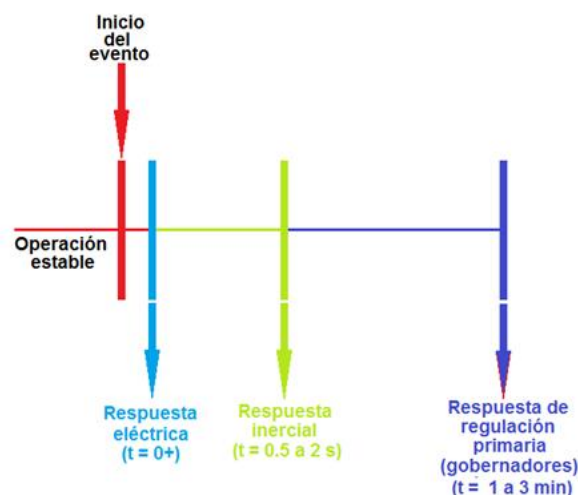 Inicio
del
evento
Operación
estable
Respuesta
eléctrica
(t = 0+)
Respuesta
inercial
(t = 0.5 a 2 s)
Respuesta de
regulación
primaria
(gobernadores)
(t =  1 a 3 min)